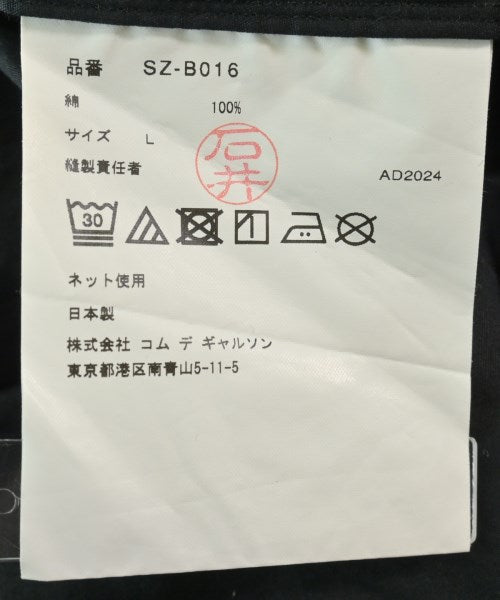 品番 SZ-B016
綿 100%
サイズ L
石井
縫製責任者 AD2024
30
ネット使用
日本製
株式会社 コム デ ギャルソン
東京都港区南青山5-11-5